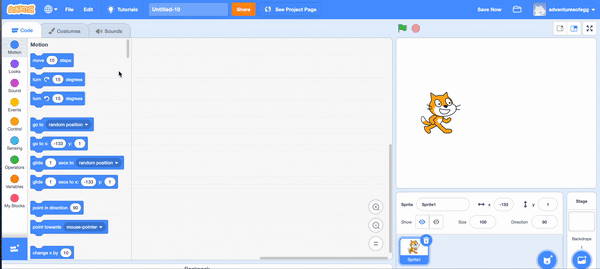 SCRATCH File Edit Tutorials Untitled-10 Share See Project Page Save Now adventuresofegg
Code Costumes Sounds
Motion
Looks
Sound
Events
Control
Sensing
Operators
Variables
My Blocks
Motion
move 10 steps
turn 15 degrees
turn 15 degrees
go to random position
go to x: -133 y: 1
glide 1 secs to random position
glide 1 secs to x: -133 y: 1
point in direction 90
point towards mouse-pointer
change x by 10
Sprite Sprite1 x -133 y 1
Show Size 100 Direction 90
Sprite1
Stage
Backdrops
1